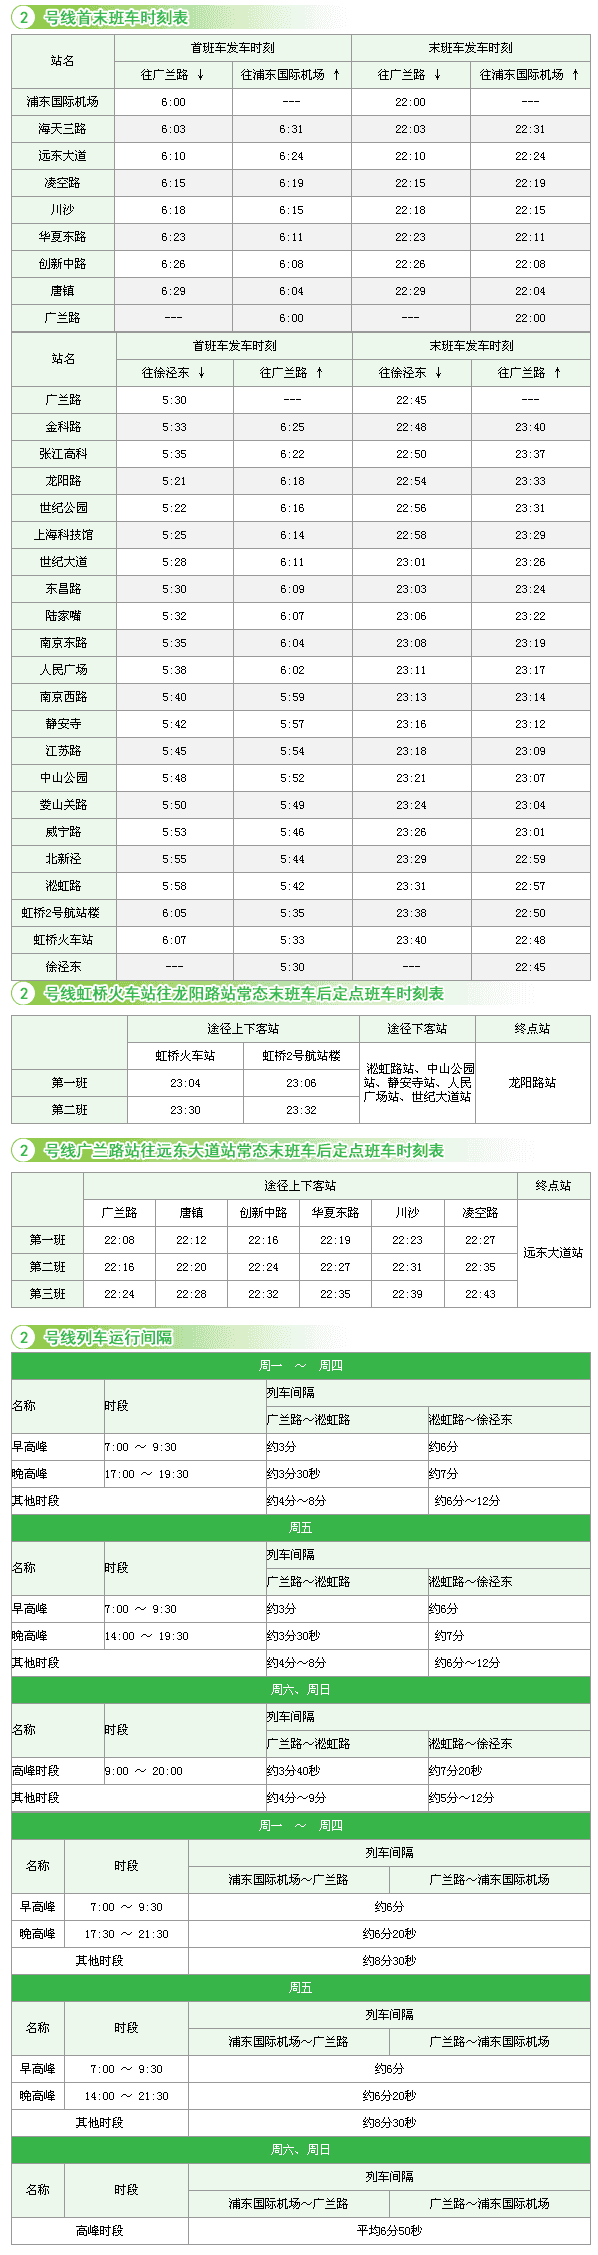 2 号线首末班车时刻表
站名 首班车发车时刻 末班车发车时刻
往广兰路 ↓ 往浦东国际机场 ↑ 往广兰路 ↓ 往浦东国际机场 ↑
浦东国际机场 6:00 --- 22:00 ---
海天三路 6:03 6:31 22:03 22:31
远东大道 6:10 6:24 22:10 22:24
凌空路 6:15 6:19 22:15 22:19
川沙 6:18 6:15 22:18 22:15
华夏东路 6:23 6:11 22:23 22:11
创新中路 6:26 6:08 22:26 22:08
唐镇 6:29 6:04 22:29 22:04
广兰路 --- 6:00 --- 22:00
站名 首班车发车时刻 末班车发车时刻
往徐泾东 ↓ 往广兰路 ↑ 往徐泾东 ↓ 往广兰路 ↑
广兰路 5:30 --- 22:45 ---
金科路 5:33 6:25 22:48 23:40
张江高科 5:35 6:22 22:50 23:37
龙阳路 5:21 6:18 22:54 23:33
世纪公园 5:22 6:16 22:56 23:31
上海科技馆 5:25 6:14 22:58 23:29
世纪大道 5:28 6:11 23:01 23:26
东昌路 5:30 6:09 23:03 23:24
陆家嘴 5:32 6:07 23:06 23:22
南京东路 5:35 6:04 23:08 23:19
人民广场 5:38 6:02 23:11 23:17
南京西路 5:40 5:59 23:13 23:14
静安寺 5:42 5:57 23:16 23:12
江苏路 5:45 5:54 23:18 23:09
中山公园 5:48 5:52 23:21 23:07
娄山关路 5:50 5:49 23:24 23:04
威宁路 5:53 5:46 23:26 23:01
北新泾 5:55 5:44 23:29 22:59
淞虹路 5:58 5:42 23:31 22:57
虹桥2号航站楼 6:05 5:35 23:38 22:50
虹桥火车站 6:07 5:33 23:40 22:48
徐泾东 --- 5:30 --- 22:45
2 号线虹桥火车站往龙阳路站常态末班车后定点班车时刻表
途径上下客站 途径下客站 终点站
虹桥火车站 虹桥2号航站楼
淞虹路站、中山公园
站、静安寺站、人民
广场站、世纪大道站
龙阳路站
第一班 23:04 23:06
第二班 23:30 23:32
2 号线广兰路站往远东大道站常态末班车后定点班车时刻表
途径上下客站 终点站
广兰路 唐镇 创新中路 华夏东路 川沙 凌空路
第一班 22:08 22:12 22:16 22:19 22:23 22:27
远东大道站
第二班 22:16 22:20 22:24 22:27 22:31 22:35
第三班 22:24 22:28 22:32 22:35 22:39 22:43
2 号线列车运行间隔
周一 ～ 周四
名称 时段 列车间隔
广兰路～淞虹路 淞虹路～徐泾东
早高峰 7:00 ～ 9:30 约3分 约6分
晚高峰 17:00 ～ 19:30 约3分30秒 约7分
其他时段 约4分～8分 约6分～12分
周五
名称 时段 列车间隔
广兰路～淞虹路 淞虹路～徐泾东
早高峰 7:00 ～ 9:30 约3分 约6分
晚高峰 14:00 ～ 19:30 约3分30秒 约7分
其他时段 约4分～8分 约6分～12分
周六、周日
名称 时段 列车间隔
广兰路～淞虹路 淞虹路～徐泾东
高峰时段 9:00 ～ 20:00 约3分40秒 约7分20秒
其他时段 约4分～9分 约5分～12分
周一 ～ 周四
名称 时段 列车间隔
浦东国际机场～广兰路 广兰路～浦东国际机场
早高峰 7:00 ～ 9:30 约6分
晚高峰 17:30 ～ 21:30 约6分20秒
其他时段 约8分30秒
周五
名称 时段 列车间隔
浦东国际机场～广兰路 广兰路～浦东国际机场
早高峰 7:00 ～ 9:30 约6分
晚高峰 14:00 ～ 21:30 约6分20秒
其他时段 约8分30秒
周六、周日
名称 时段 列车间隔
浦东国际机场～广兰路 广兰路～浦东国际机场
高峰时段 平均6分50秒